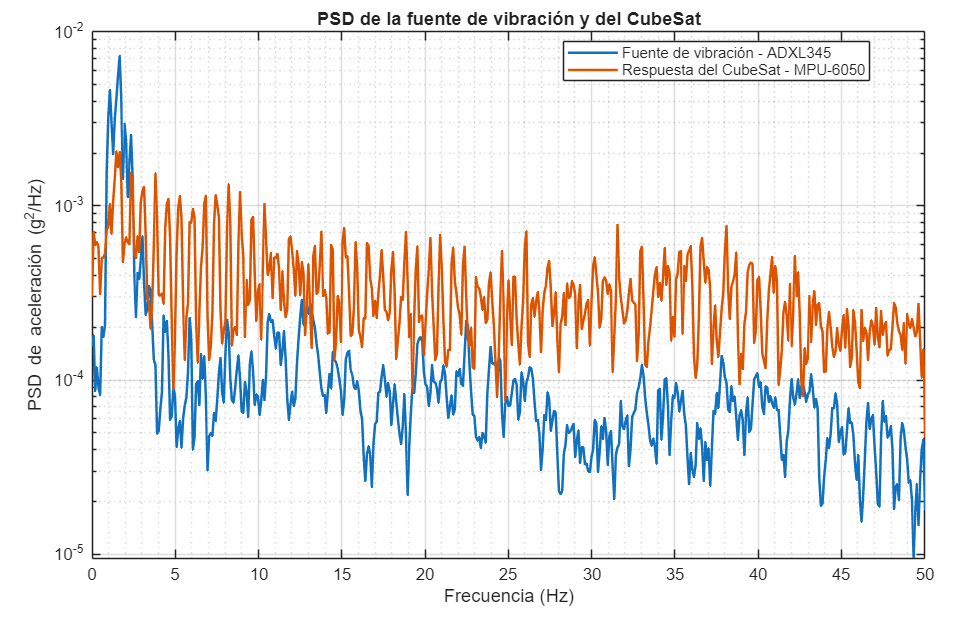 PSD de la fuente de vibración y del CubeSat
Fuente de vibración - ADXL345
Respuesta del CubeSat - MPU-6050
PSD de aceleración (g²/Hz)
10⁻²
10⁻³
10⁻⁴
10⁻⁵
0 5 10 15 20 25 30 35 40 45 50
Frecuencia (Hz)